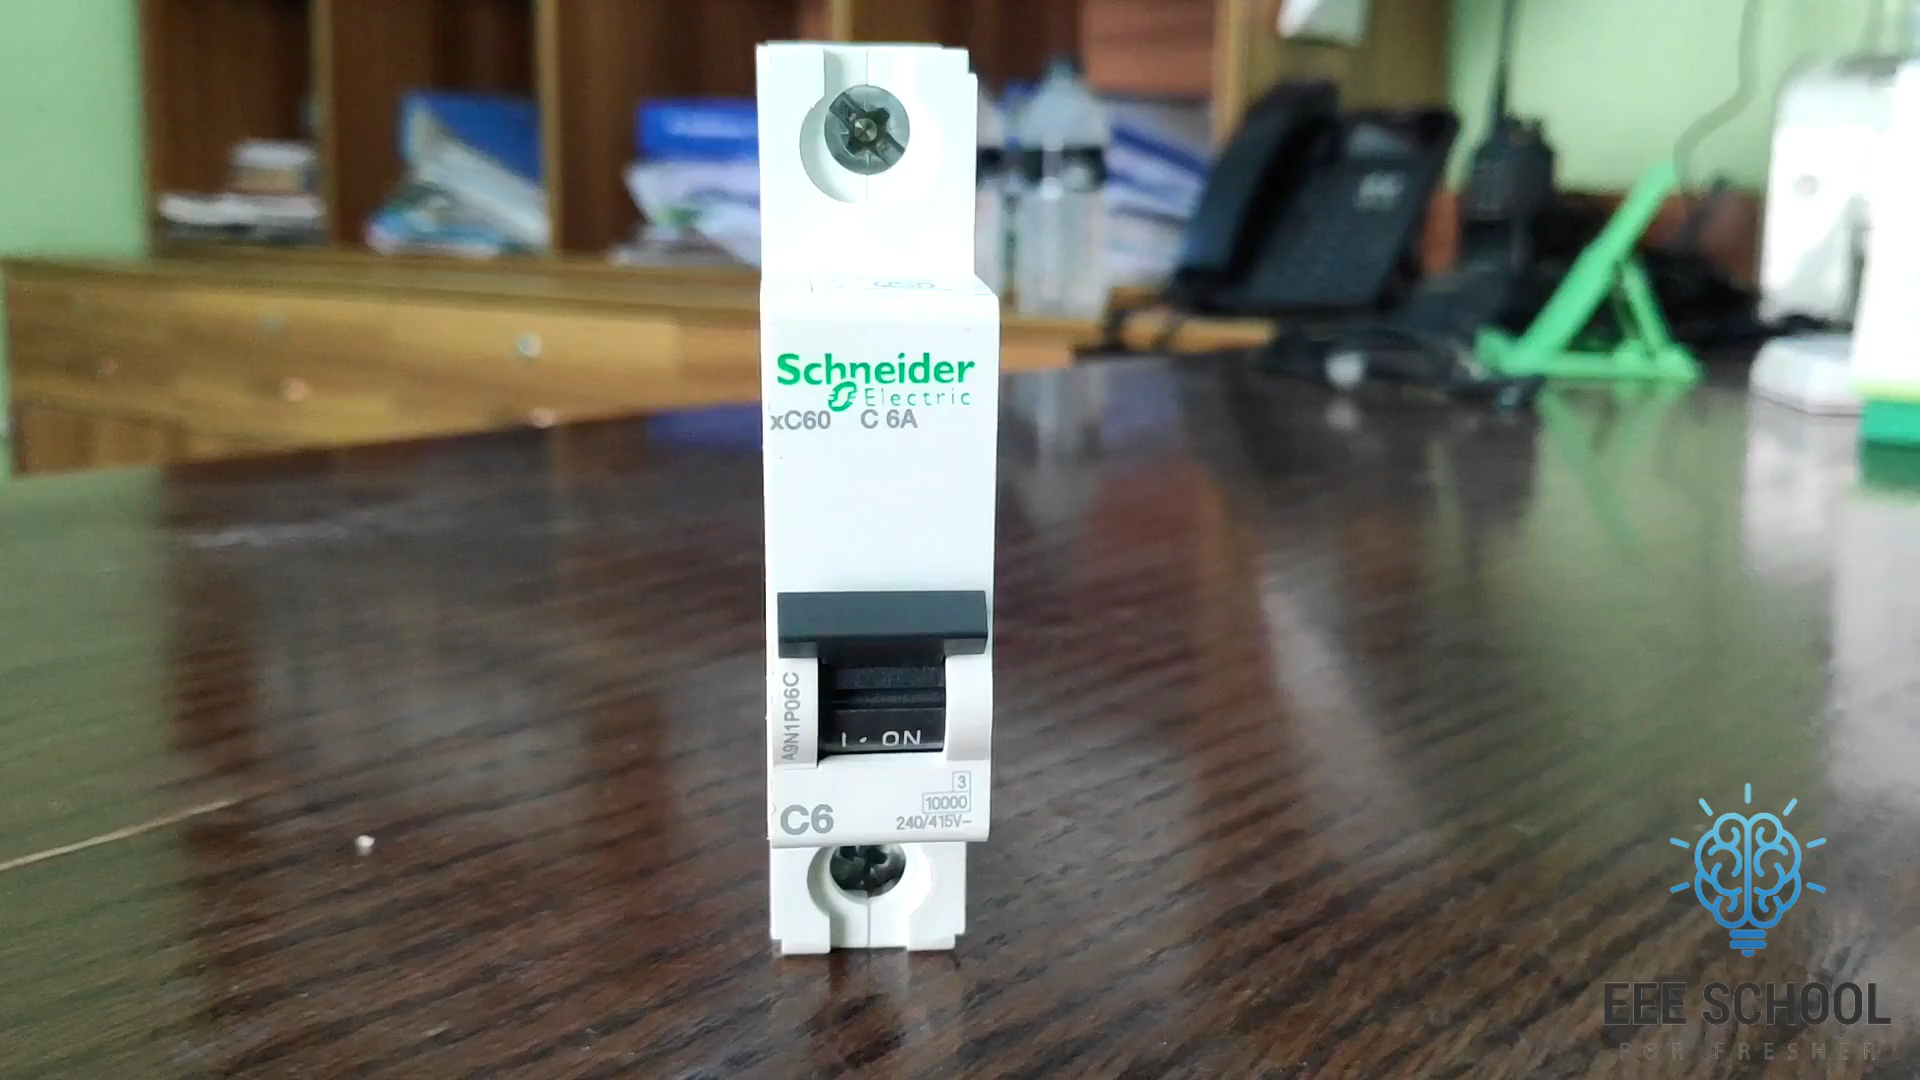 Schneider
Electric
xC60 C 6A
A9N1P06C
I · ON
3
10000
C6
240/415V~
EEE SCHOOL
FOR FRESHER